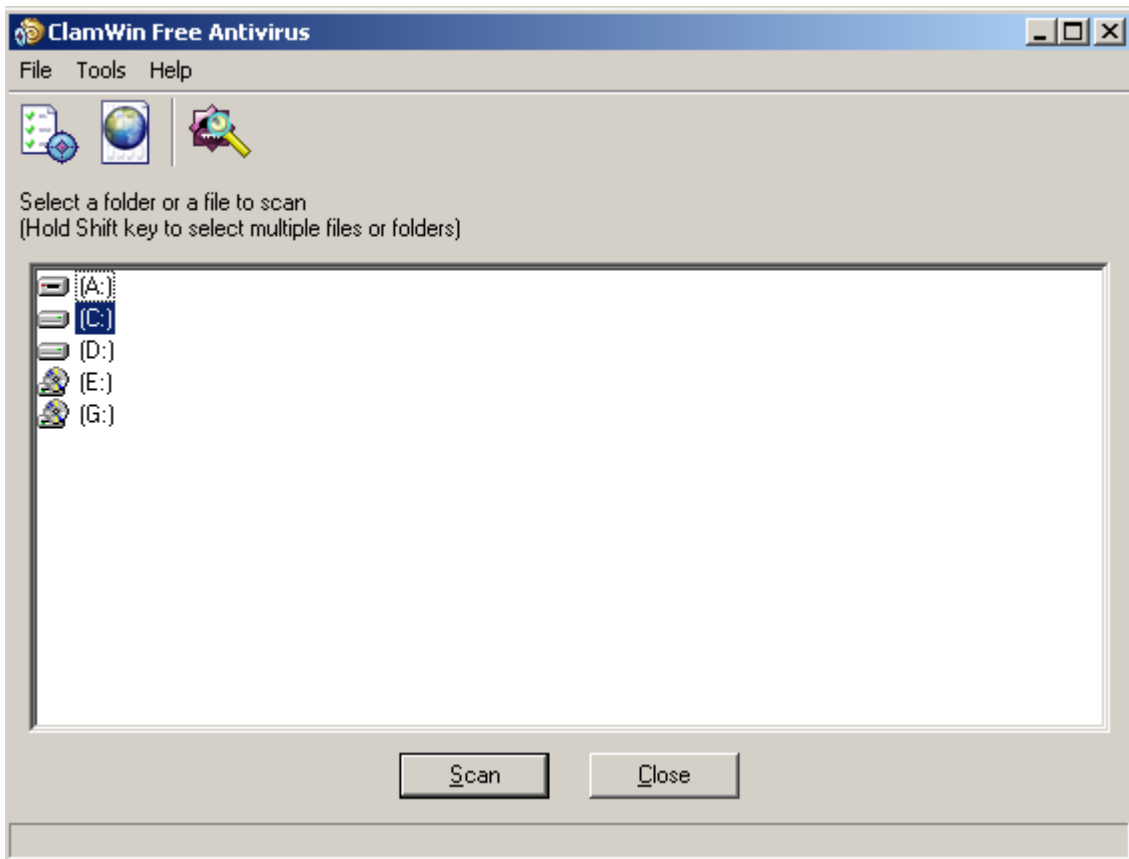 ClamWin Free Antivirus
File Tools Help
Select a folder or a file to scan
(Hold Shift key to select multiple files or folders)
(A:)
(C:)
(D:)
(E:)
(G:)
Scan Close